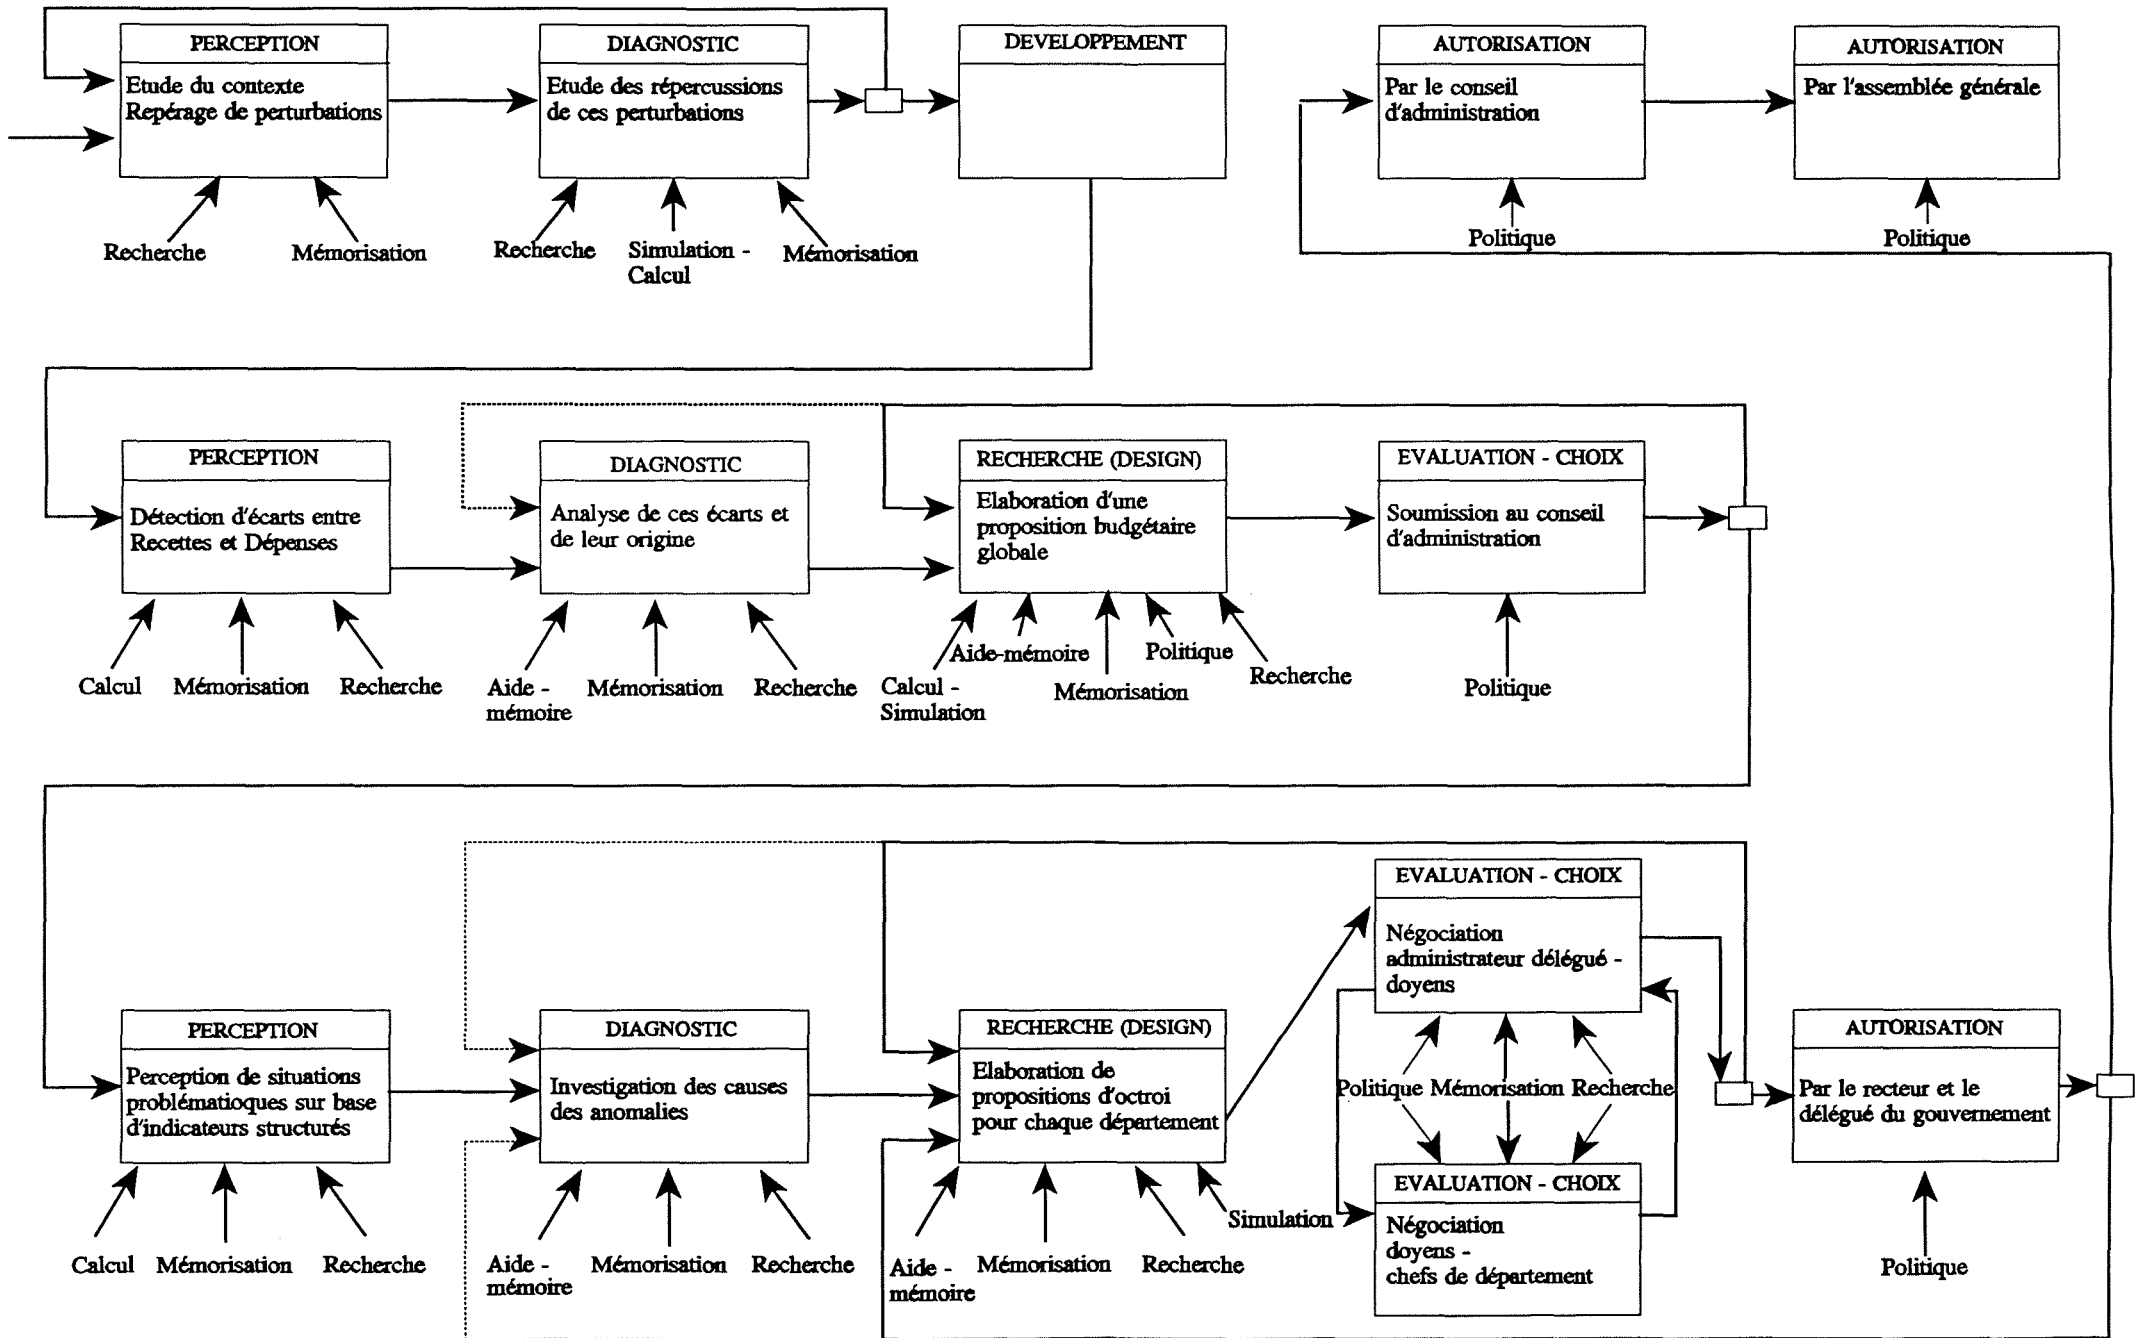 PERCEPTION
Etude du contexte
Repérage de perturbations
Recherche
Mémorisation
DIAGNOSTIC
Etude des répercussions
de ces perturbations
Recherche
Simulation -
Calcul
Mémorisation
DEVELOPPEMENT
AUTORISATION
Par le conseil
d'administration
Politique
AUTORISATION
Par l'assemblée générale
Politique
PERCEPTION
Détection d'écarts entre
Recettes et Dépenses
Calcul
Mémorisation
Recherche
DIAGNOSTIC
Analyse de ces écarts et
de leur origine
Aide -
mémoire
Mémorisation
Recherche
RECHERCHE (DESIGN)
Elaboration d'une
proposition budgétaire
globale
Calcul -
Simulation
Aide-mémoire
Mémorisation
Politique
Recherche
EVALUATION - CHOIX
Soumission au conseil
d'administration
Politique
PERCEPTION
Perception de situations
problématioques sur base
d'indicateurs structurés
Calcul
Mémorisation
Recherche
DIAGNOSTIC
Investigation des causes
des anomalies
Aide -
mémoire
Mémorisation
Recherche
RECHERCHE (DESIGN)
Elaboration de
propositions d'octroi
pour chaque département
Aide -
mémoire
Mémorisation
Recherche
Simulation
EVALUATION - CHOIX
Négociation
administrateur délégué -
doyens
Politique Mémorisation Recherche
EVALUATION - CHOIX
Négociation
doyens -
chefs de département
AUTORISATION
Par le recteur et le
délégué du gouvernement
Politique